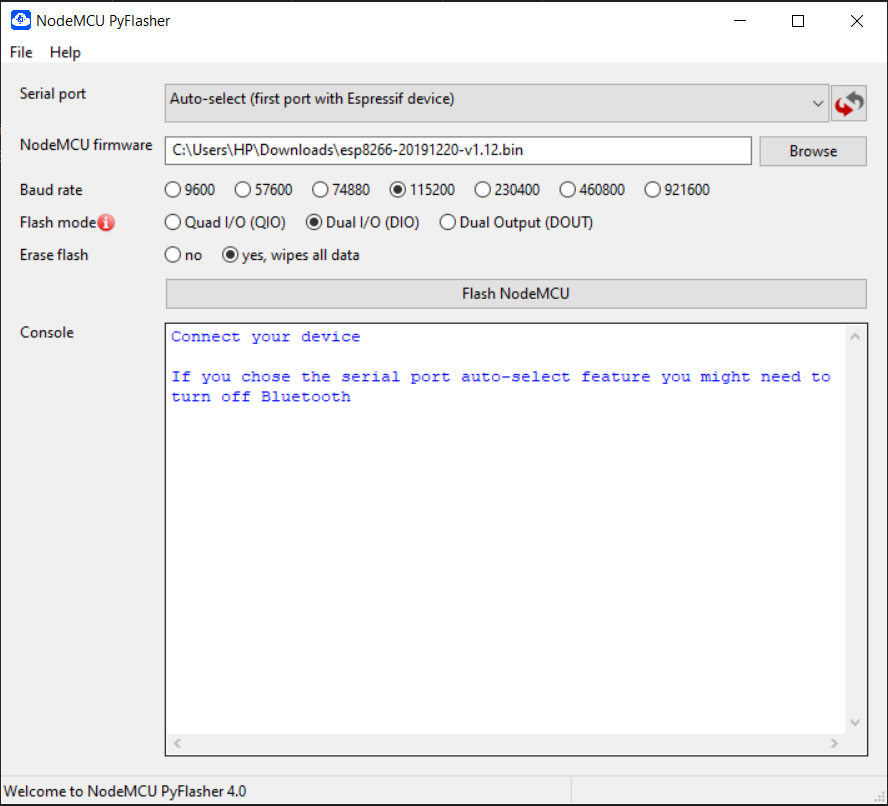 NodeMCU PyFlasher
File Help
Serial port Auto-select (first port with Espressif device)
NodeMCU firmware C:\Users\HP\Downloads\esp8266-20191220-v1.12.bin Browse
Baud rate 9600 57600 74880 115200 230400 460800 921600
Flash mode Quad I/O (QIO) Dual I/O (DIO) Dual Output (DOUT)
Erase flash no yes, wipes all data
Flash NodeMCU
Console Connect your device
If you chose the serial port auto-select feature you might need to
turn off Bluetooth
Welcome to NodeMCU PyFlasher 4.0